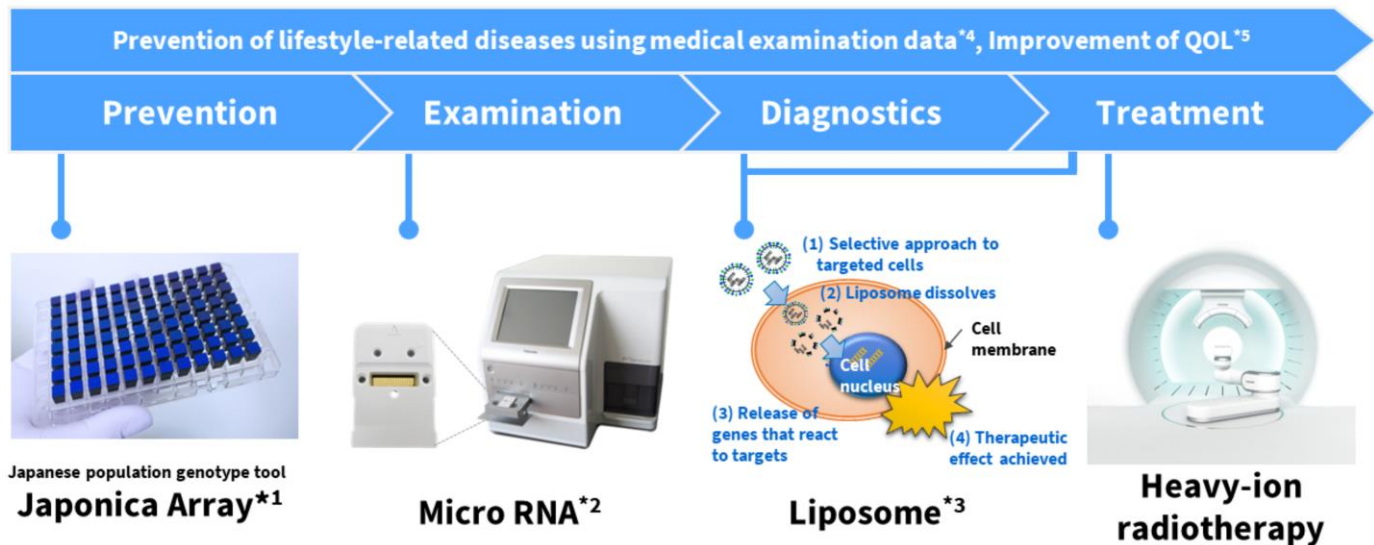 Prevention of lifestyle-related diseases using medical examination data*4, Improvement of QOL*5
Prevention
Examination
Diagnostics
Treatment
(1) Selective approach to
targeted cells
(2) Liposome dissolves
Cell
membrane
Cell
nucleus
(3) Release of
genes that react
to targets
(4) Therapeutic
effect achieved
Japanese population genotype tool
Japonica Array*1
Micro RNA*2
Liposome*3
Heavy-ion
radiotherapy